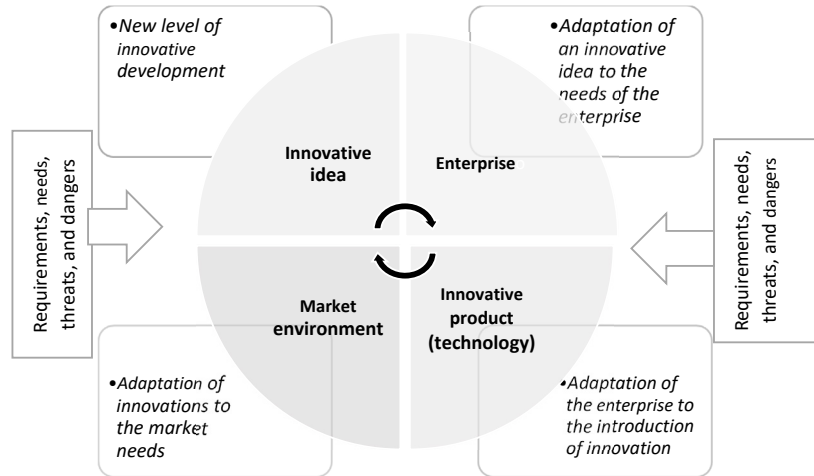 •New level of
innovative
development
•Adaptation of
an innovative
idea to the
needs of the
enterprise
Requirements, needs,
threats, and dangers
Innovative
idea
Enterprise
Requirements, needs,
threats, and dangers
Market
environment
Innovative
product
(technology)
•Adaptation of
innovations to
the market
needs
•Adaptation of
the enterprise to
the introduction
of innovation